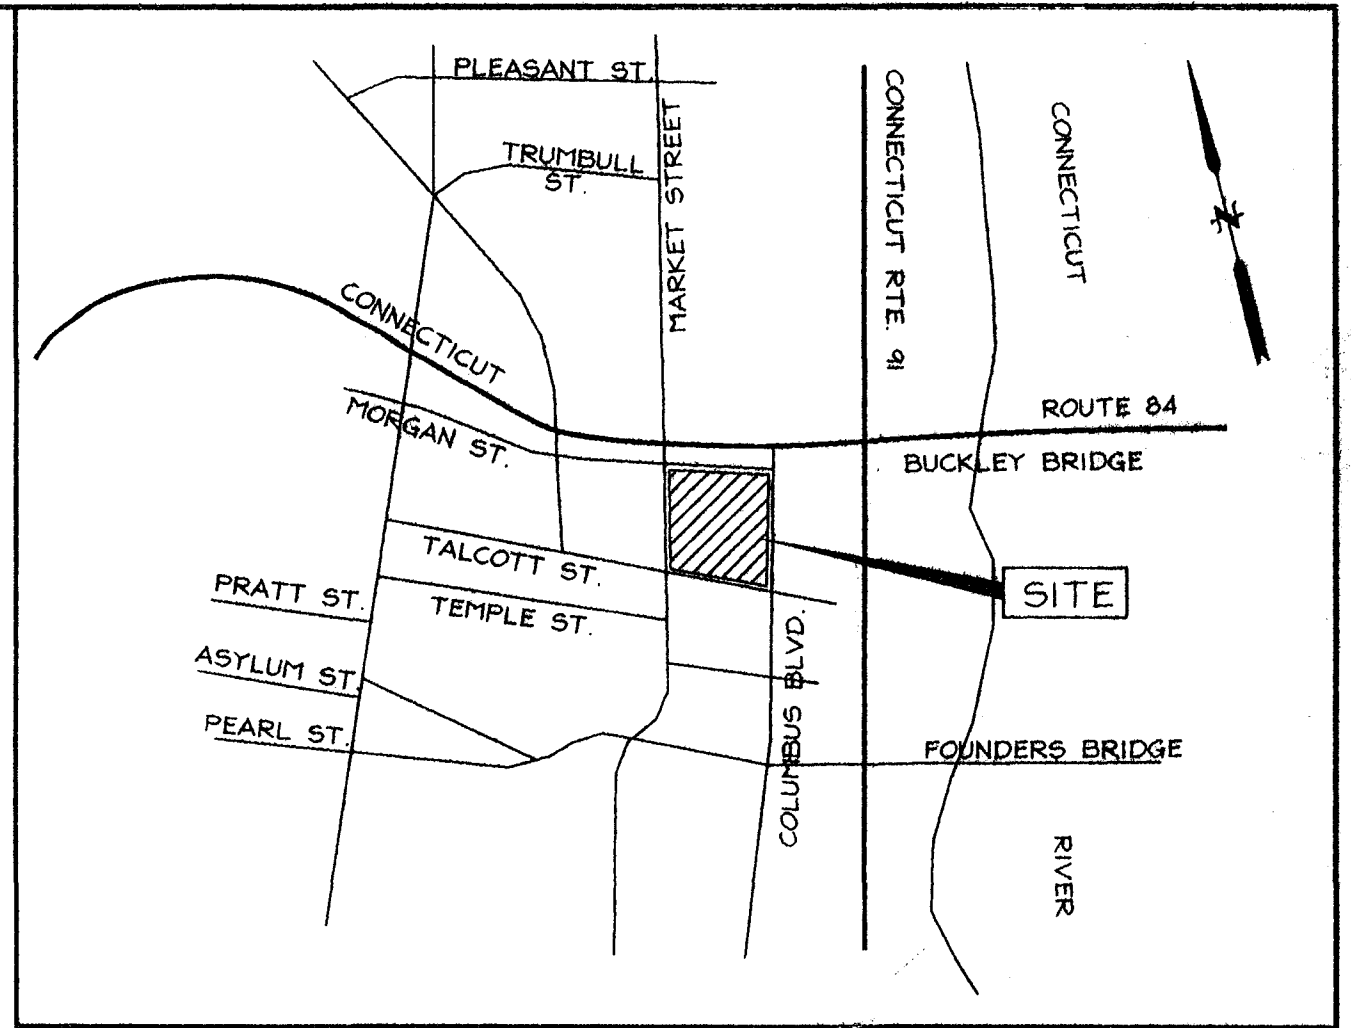 PLEASANT ST.
TRUMBULL
ST.
MARKET STREET
CONNECTICUT RTE. 91
CONNECTICUT
N
CONNECTICUT
ROUTE 84
MORGAN ST.
BUCKLEY BRIDGE
TALCOTT ST.
SITE
PRATT ST.
TEMPLE ST.
COLUMBUS BLVD.
ASYLUM ST.
PEARL ST.
FOUNDERS BRIDGE
RIVER